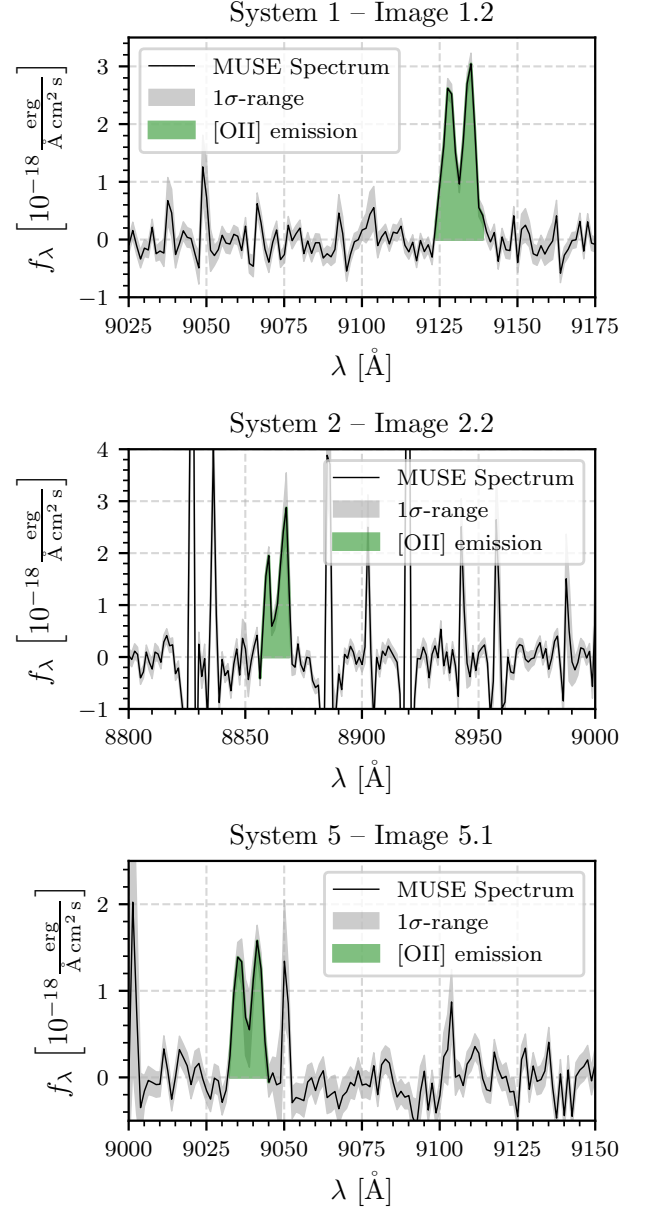 System 1 – Image 1.2
MUSE Spectrum
1σ-range
[OII] emission
3
2
1
0
−1
f_λ [10^−18 erg / Å cm² s]
9025 9050 9075 9100 9125 9150 9175
λ [Å]
System 2 – Image 2.2
MUSE Spectrum
1σ-range
[OII] emission
4
3
2
1
0
−1
f_λ [10^−18 erg / Å cm² s]
8800 8850 8900 8950 9000
λ [Å]
System 5 – Image 5.1
MUSE Spectrum
1σ-range
[OII] emission
2
1
0
f_λ [10^−18 erg / Å cm² s]
9000 9025 9050 9075 9100 9125 9150
λ [Å]